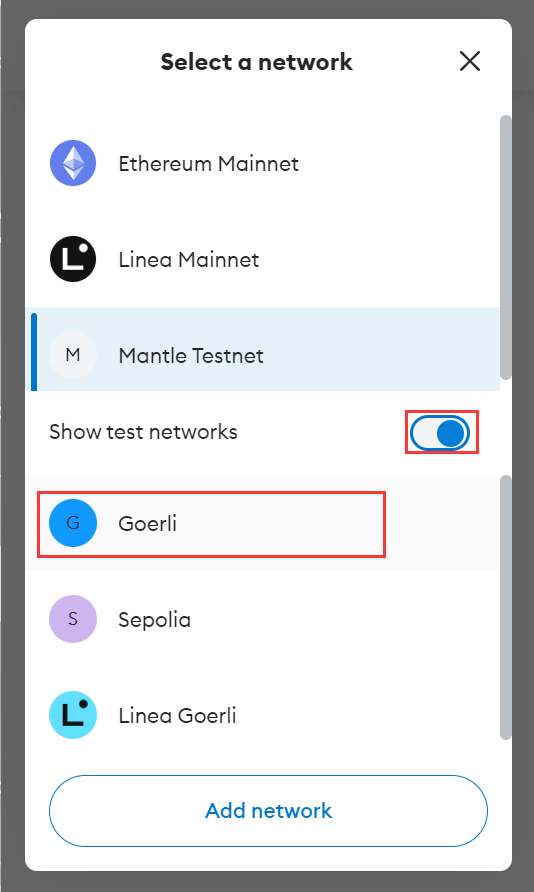 Select a network
Ethereum Mainnet
L Linea Mainnet
M Mantle Testnet
Show test networks
G Goerli
S Sepolia
L Linea Goerli
Add network